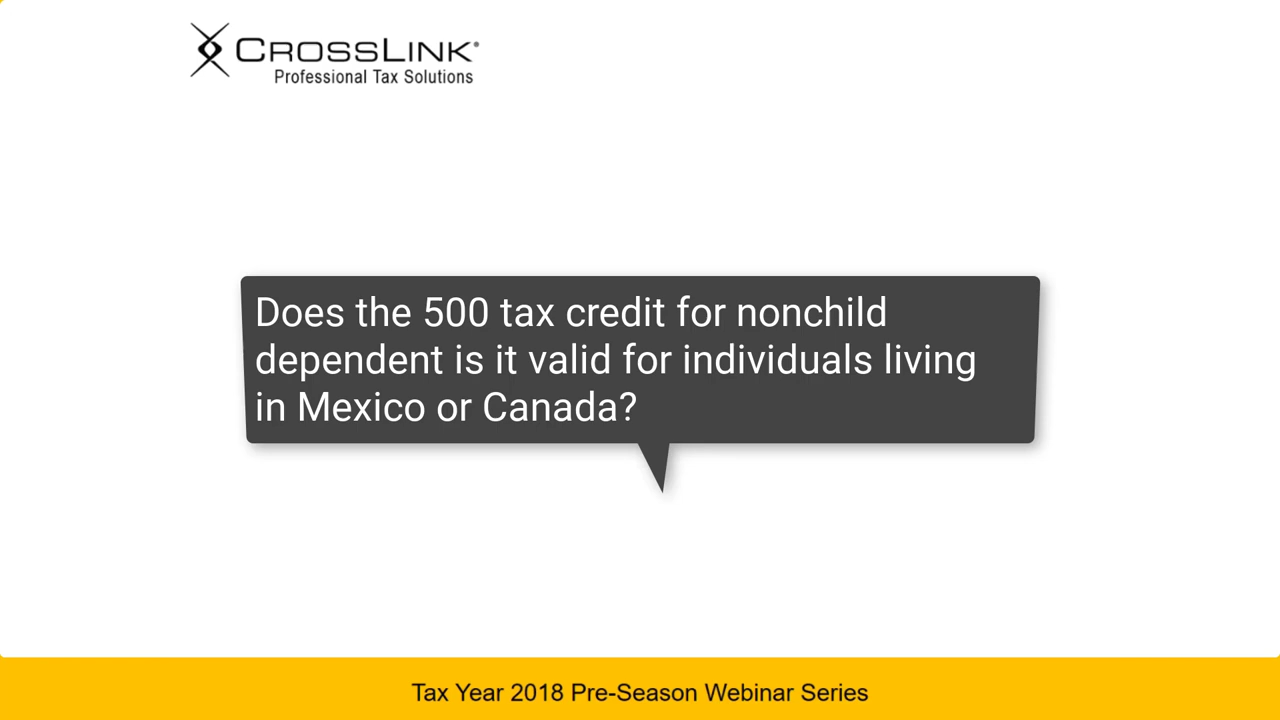 CROSSLINK®
Professional Tax Solutions
Does the 500 tax credit for nonchild
dependent is it valid for individuals living
in Mexico or Canada?
Tax Year 2018 Pre-Season Webinar Series